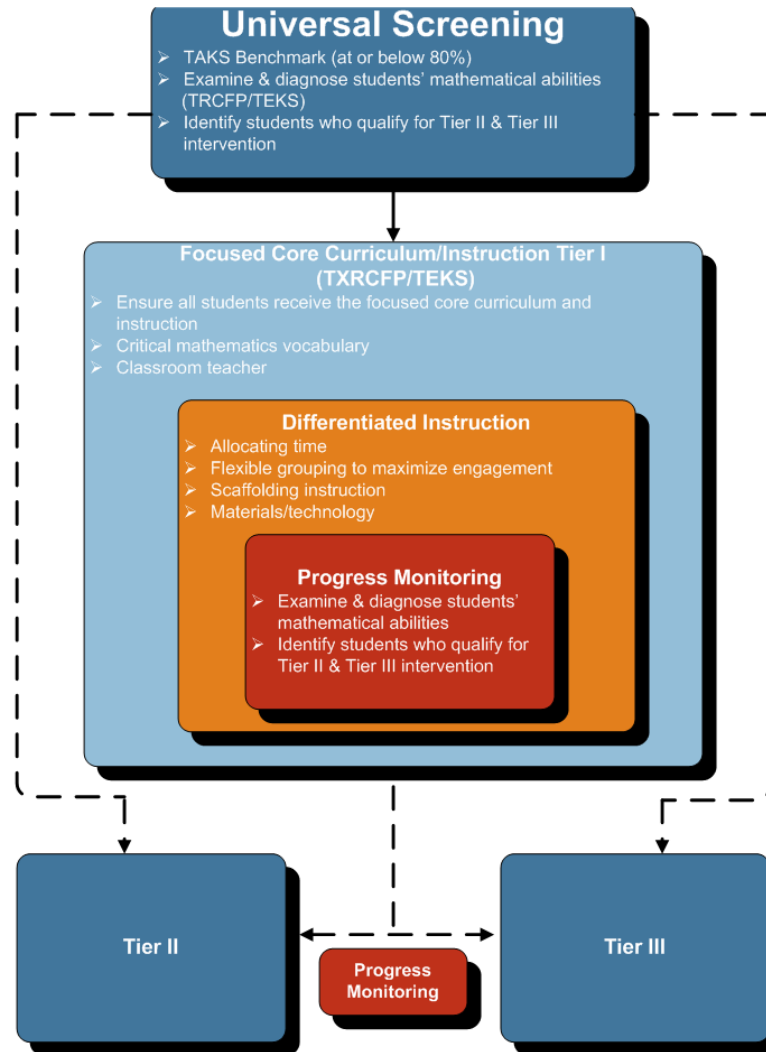 Universal Screening
➢ TAKS Benchmark (at or below 80%)
➢ Examine & diagnose students' mathematical abilities
(TRCFP/TEKS)
➢ Identify students who qualify for Tier II & Tier III
intervention
Focused Core Curriculum/Instruction Tier I
(TXRCFP/TEKS)
➢ Ensure all students receive the focused core curriculum and
instruction
➢ Critical mathematics vocabulary
➢ Classroom teacher
Differentiated Instruction
➢ Allocating time
➢ Flexible grouping to maximize engagement
➢ Scaffolding instruction
➢ Materials/technology
Progress Monitoring
➢ Examine & diagnose students'
mathematical abilities
➢ Identify students who qualify for
Tier II & Tier III intervention
Tier II
Progress
Monitoring
Tier III